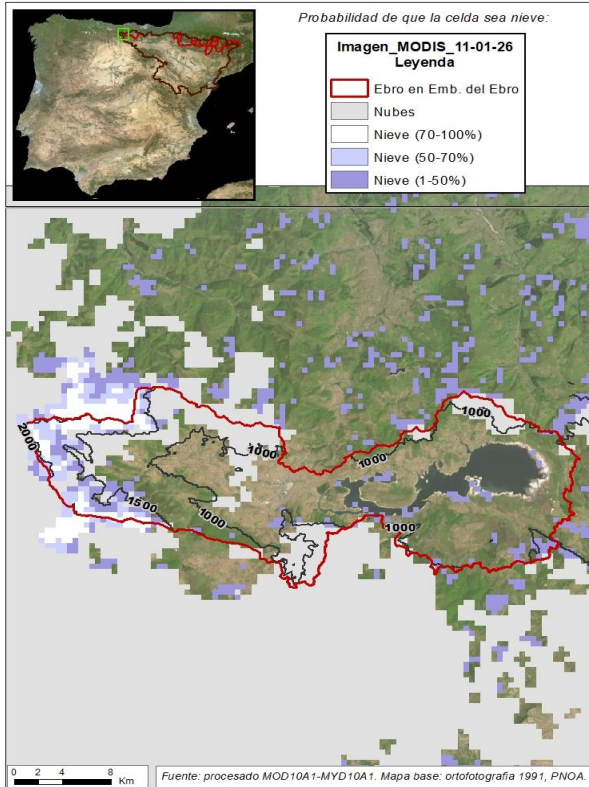 Probabilidad de que la celda sea nieve:
Imagen_MODIS_11-01-26
Leyenda
Ebro en Emb. del Ebro
Nubes
Nieve (70-100%)
Nieve (50-70%)
Nieve (1-50%)
1000
2000
1000
1000
1500
1000
1000
0 2 4 8
Km
Fuente: procesado MOD10A1-MYD10A1. Mapa base: ortofotografia 1991, PNOA.